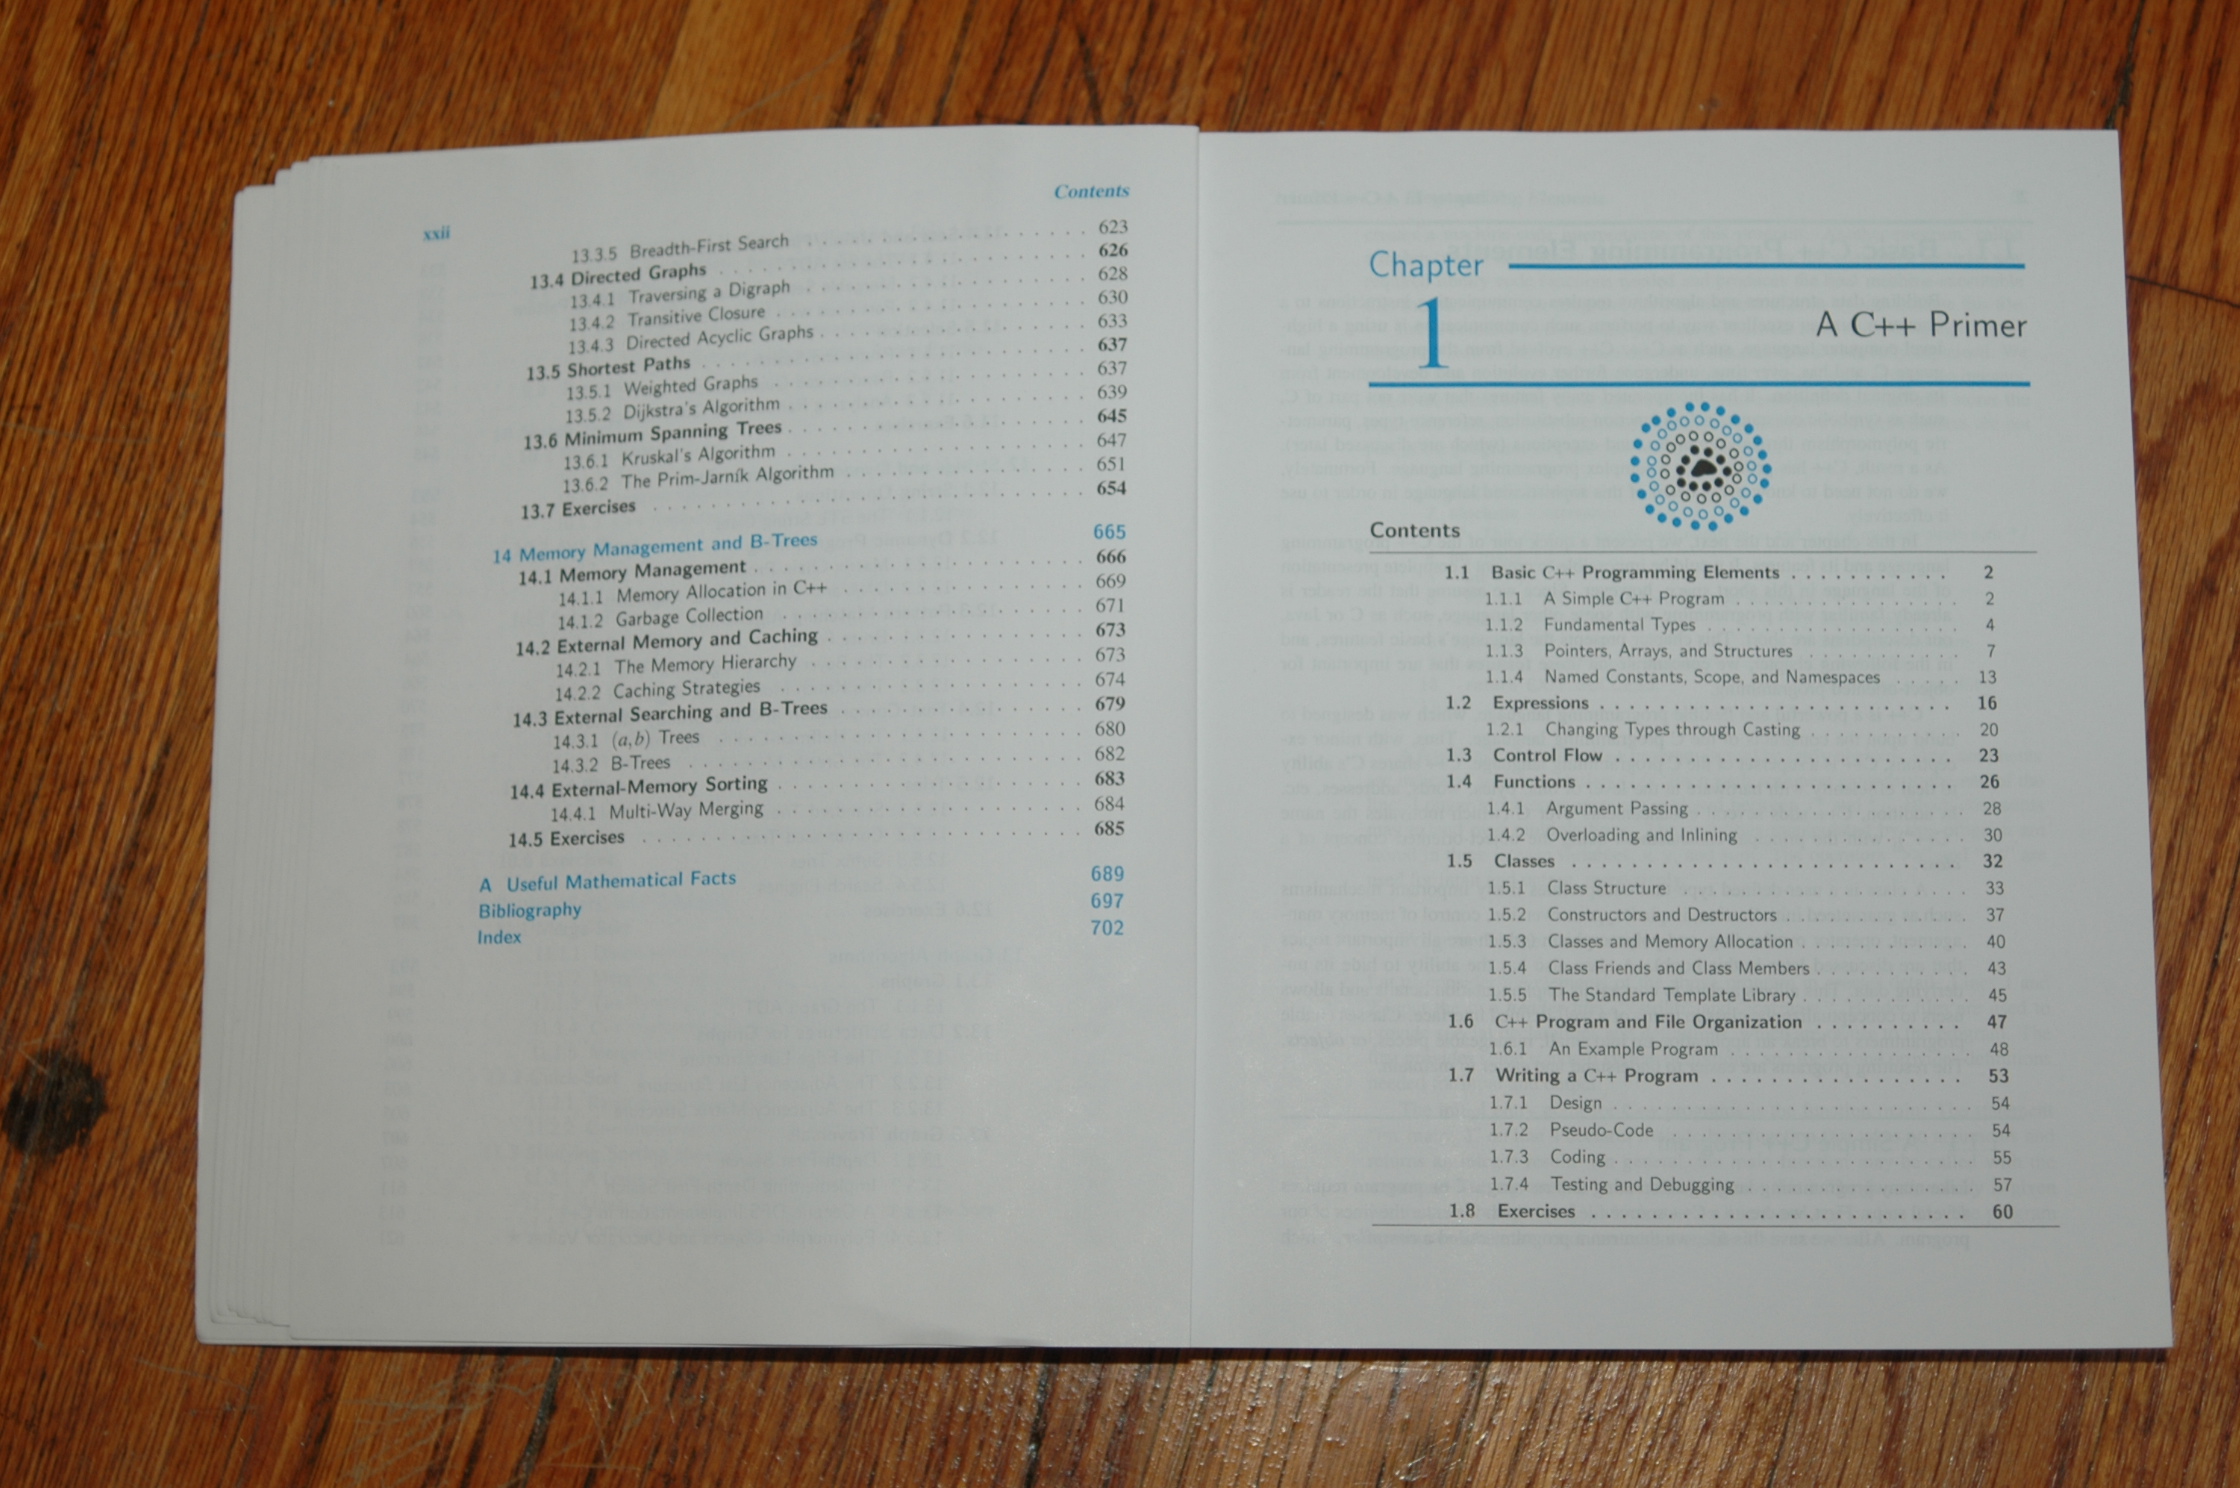 Contents
xxii
13.3.5 Breadth-First Search . . . . . . . . . . . . . . . . . . 623
13.4 Directed Graphs . . . . . . . . . . . . . . . . . . . . . . . 626
13.4.1 Traversing a Digraph . . . . . . . . . . . . . . . . . . 628
13.4.2 Transitive Closure . . . . . . . . . . . . . . . . . . . 630
13.4.3 Directed Acyclic Graphs . . . . . . . . . . . . . . . . 633
13.5 Shortest Paths . . . . . . . . . . . . . . . . . . . . . . . 637
13.5.1 Weighted Graphs . . . . . . . . . . . . . . . . . . . . 637
13.5.2 Dijkstra's Algorithm . . . . . . . . . . . . . . . . . . 639
13.6 Minimum Spanning Trees . . . . . . . . . . . . . . . . . . . 645
13.6.1 Kruskal's Algorithm . . . . . . . . . . . . . . . . . . 647
13.6.2 The Prim-Jarník Algorithm . . . . . . . . . . . . . . . 651
13.7 Exercises . . . . . . . . . . . . . . . . . . . . . . . . . . 654
14 Memory Management and B-Trees 665
14.1 Memory Management . . . . . . . . . . . . . . . . . . . . . 666
14.1.1 Memory Allocation in C++ . . . . . . . . . . . . . . . . 669
14.1.2 Garbage Collection . . . . . . . . . . . . . . . . . . . 671
14.2 External Memory and Caching . . . . . . . . . . . . . . . . 673
14.2.1 The Memory Hierarchy . . . . . . . . . . . . . . . . . . 673
14.2.2 Caching Strategies . . . . . . . . . . . . . . . . . . . 674
14.3 External Searching and B-Trees . . . . . . . . . . . . . . . 679
14.3.1 (a,b) Trees . . . . . . . . . . . . . . . . . . . . . . 680
14.3.2 B-Trees . . . . . . . . . . . . . . . . . . . . . . . . 682
14.4 External-Memory Sorting . . . . . . . . . . . . . . . . . . 683
14.4.1 Multi-Way Merging . . . . . . . . . . . . . . . . . . . 684
14.5 Exercises . . . . . . . . . . . . . . . . . . . . . . . . . . 685
A Useful Mathematical Facts 689
Bibliography 697
Index 702
Chapter
1
A C++ Primer
Contents
1.1 Basic C++ Programming Elements . . . . . . . . . . . 2
1.1.1 A Simple C++ Program . . . . . . . . . . . . . . . . 2
1.1.2 Fundamental Types . . . . . . . . . . . . . . . . . . 4
1.1.3 Pointers, Arrays, and Structures . . . . . . . . . . . 7
1.1.4 Named Constants, Scope, and Namespaces . . . . . 13
1.2 Expressions . . . . . . . . . . . . . . . . . . . . . . . . 16
1.2.1 Changing Types through Casting . . . . . . . . . . . . 20
1.3 Control Flow . . . . . . . . . . . . . . . . . . . . . . . 23
1.4 Functions . . . . . . . . . . . . . . . . . . . . . . . . . 26
1.4.1 Argument Passing . . . . . . . . . . . . . . . . . . . 28
1.4.2 Overloading and Inlining . . . . . . . . . . . . . . . 30
1.5 Classes . . . . . . . . . . . . . . . . . . . . . . . . . . 32
1.5.1 Class Structure . . . . . . . . . . . . . . . . . . . . 33
1.5.2 Constructors and Destructors . . . . . . . . . . . . . 37
1.5.3 Classes and Memory Allocation . . . . . . . . . . . . 40
1.5.4 Class Friends and Class Members . . . . . . . . . . . 43
1.5.5 The Standard Template Library . . . . . . . . . . . . 45
1.6 C++ Program and File Organization . . . . . . . . . . 47
1.6.1 An Example Program . . . . . . . . . . . . . . . . . 48
1.7 Writing a C++ Program . . . . . . . . . . . . . . . . . 53
1.7.1 Design . . . . . . . . . . . . . . . . . . . . . . . . 54
1.7.2 Pseudo-Code . . . . . . . . . . . . . . . . . . . . . 54
1.7.3 Coding . . . . . . . . . . . . . . . . . . . . . . . . 55
1.7.4 Testing and Debugging . . . . . . . . . . . . . . . . 57
1.8 Exercises . . . . . . . . . . . . . . . . . . . . . . . . . 60